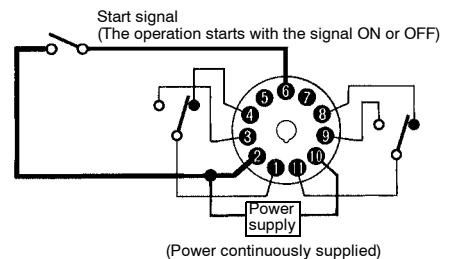 Start signal
(The operation starts with the signal ON or OFF)
6
5
7
4
8
3
9
2
10
1
11
Power
supply
(Power continuously supplied)